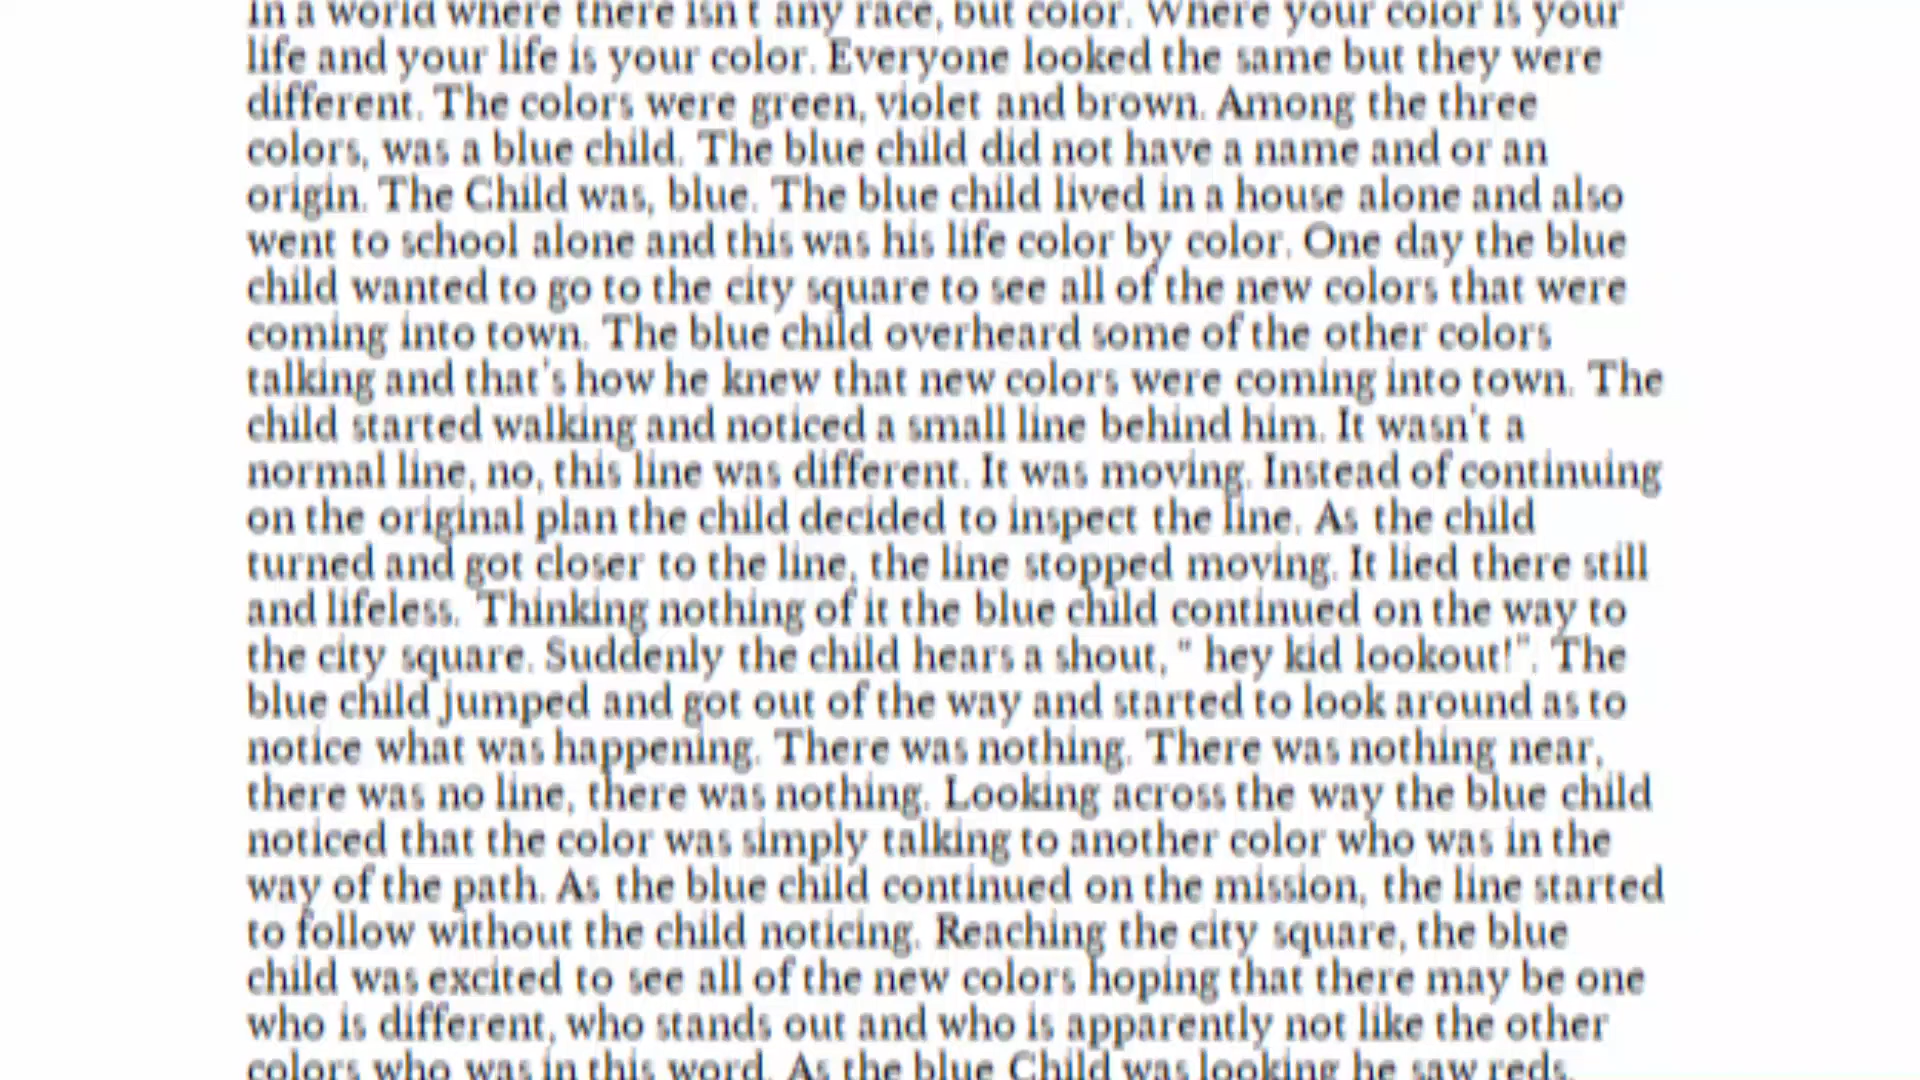 In a world where there isn't any race, but color. Where your color is your
life and your life is your color. Everyone looked the same but they were
different. The colors were green, violet and brown. Among the three
colors, was a blue child. The blue child did not have a name and or an
origin. The Child was, blue. The blue child lived in a house alone and also
went to school alone and this was his life color by color. One day the blue
child wanted to go to the city square to see all of the new colors that were
coming into town. The blue child overheard some of the other colors
talking and that's how he knew that new colors were coming into town. The
child started walking and noticed a small line behind him. It wasn't a
normal line, no, this line was different. It was moving. Instead of continuing
on the original plan the child decided to inspect the line. As the child
turned and got closer to the line, the line stopped moving. It lied there still
and lifeless. Thinking nothing of it the blue child continued on the way to
the city square. Suddenly the child hears a shout, " hey kid lookout!". The
blue child jumped and got out of the way and started to look around as to
notice what was happening. There was nothing. There was nothing near,
there was no line, there was nothing. Looking across the way the blue child
noticed that the color was simply talking to another color who was in the
way of the path. As the blue child continued on the mission, the line started
to follow without the child noticing. Reaching the city square, the blue
child was excited to see all of the new colors hoping that there may be one
who is different, who stands out and who is apparently not like the other
colors who was in this word. As the blue Child was looking he saw reds,